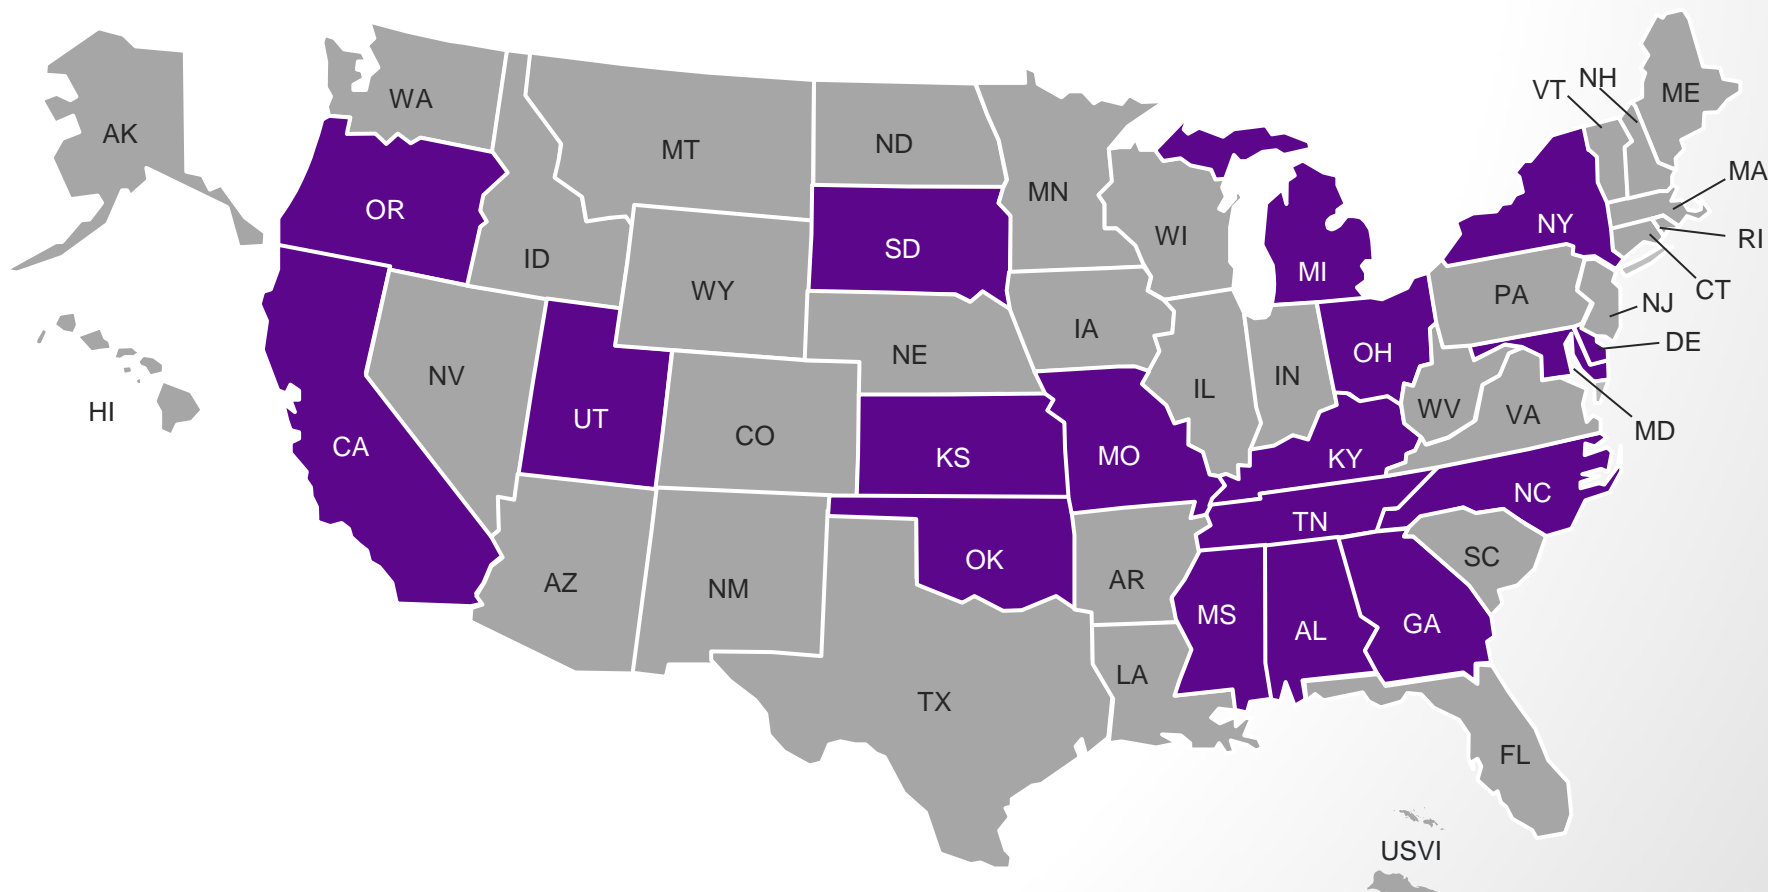 AK
WA
MT
ND
MN
WI
VT
NH
ME
MA
OR
ID
SD
MI
NY
RI
CT
WY
PA
NJ
IA
DE
NV
NE
IL
IN
OH
WV
VA
MD
HI
CA
UT
CO
KS
MO
KY
NC
TN
AZ
NM
OK
AR
SC
MS
AL
GA
LA
TX
FL
USVI